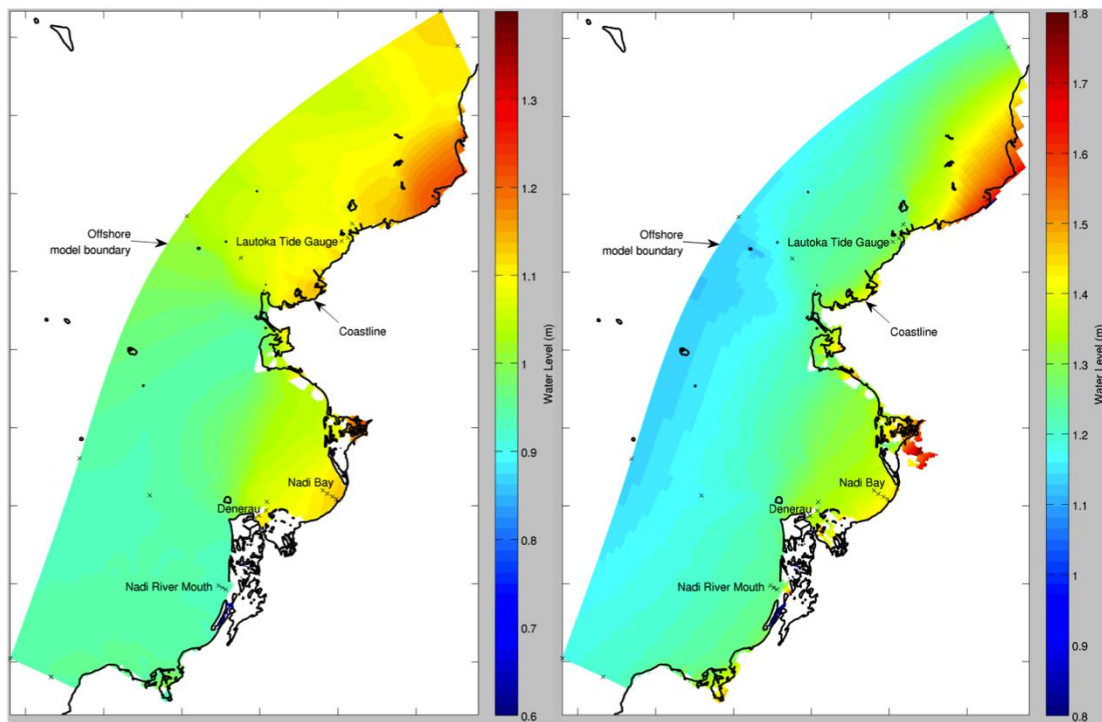 Offshore
model boundary
Lautoka Tide Gauge
Coastline
Nadi Bay
Denerau
Nadi River Mouth
1.3
1.2
1.1
1
0.9
0.8
0.7
0.6
Water Level (m)
Offshore
model boundary
Lautoka Tide Gauge
Coastline
Nadi Bay
Denerau
Nadi River Mouth
1.8
1.7
1.6
1.5
1.4
1.3
1.2
1.1
1
0.9
0.8
Water Level (m)